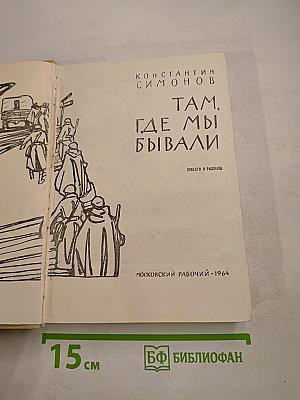 КОНСТАНТИН
СИМОНОВ
ТАМ,
ГДЕ МЫ
БЫВАЛИ
ПОВЕСТИ И РАССКАЗЫ
МОСКОВСКИЙ РАБОЧИЙ • 1964
15 см
БФ БИБЛИОФАН